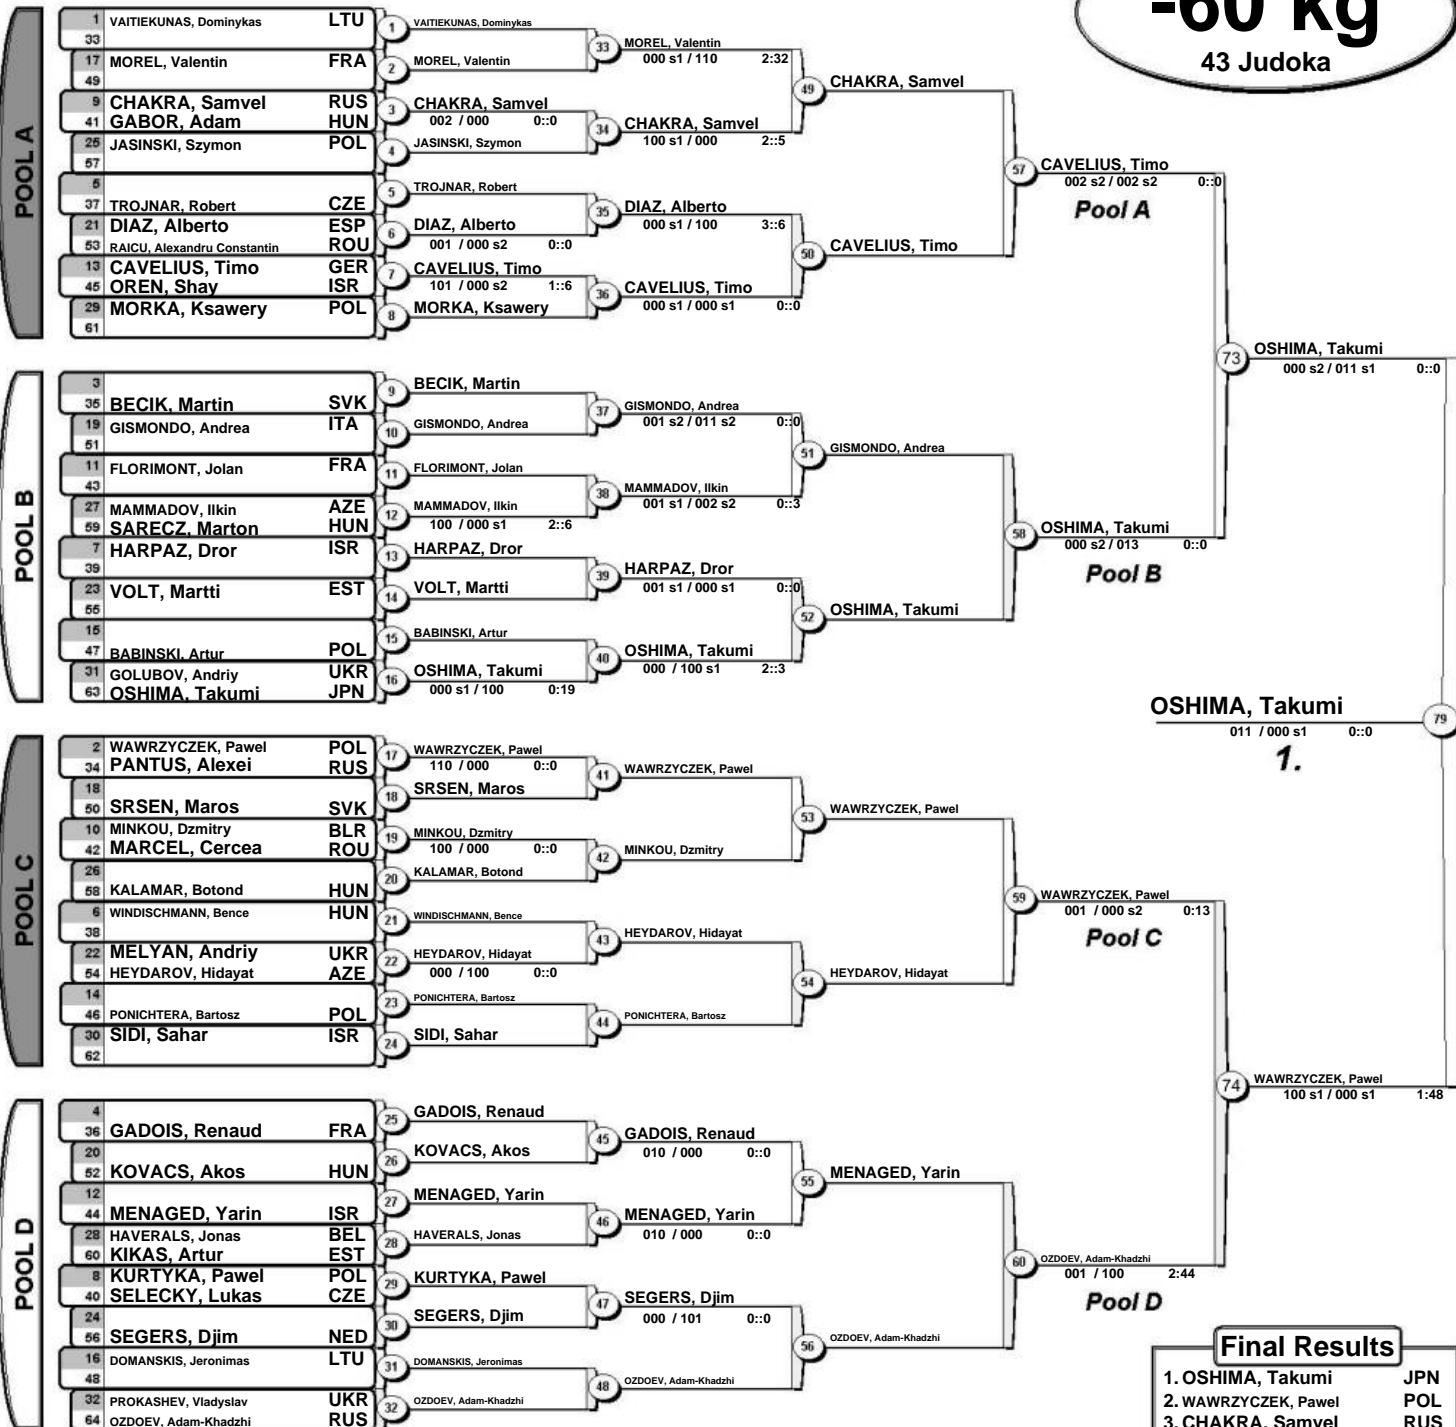 -60 kg
43 Judoka
POOL A
1 VAITIEKUNAS, Dominykas LTU
33
17 MOREL, Valentin FRA
49
9 CHAKRA, Samvel RUS
41 GABOR, Adam HUN
25 JASINSKI, Szymon POL
57
5
37 TROJNAR, Robert CZE
21 DIAZ, Alberto ESP
53 RAICU, Alexandru Constantin ROU
13 CAVELIUS, Timo GER
45 OREN, Shay ISR
29 MORKA, Ksawery POL
61
1 VAITIEKUNAS, Dominykas
2 MOREL, Valentin
3 CHAKRA, Samvel
002 / 000 0::0
4 JASINSKI, Szymon
5 TROJNAR, Robert
6 DIAZ, Alberto
001 / 000 s2 0::0
7 CAVELIUS, Timo
101 / 000 s2 1::6
8 MORKA, Ksawery
33 MOREL, Valentin
000 s1 / 110 2:32
34 CHAKRA, Samvel
100 s1 / 000 2::5
35 DIAZ, Alberto
000 s1 / 100 3::6
36 CAVELIUS, Timo
000 s1 / 000 s1 0::0
49 CHAKRA, Samvel
50 CAVELIUS, Timo
57 CAVELIUS, Timo
002 s2 / 002 s2 0::0
Pool A
POOL B
3
35 BECIK, Martin SVK
19 GISMONDO, Andrea ITA
51
11 FLORIMONT, Jolan FRA
43
27 MAMMADOV, Ilkin AZE
59 SARECZ, Marton HUN
7 HARPAZ, Dror ISR
39
23 VOLT, Martti EST
55
15
47 BABINSKI, Artur POL
31 GOLUBOV, Andriy UKR
63 OSHIMA, Takumi JPN
9 BECIK, Martin
10 GISMONDO, Andrea
11 FLORIMONT, Jolan
12 MAMMADOV, Ilkin
100 / 000 s1 2::6
13 HARPAZ, Dror
14 VOLT, Martti
15 BABINSKI, Artur
16 OSHIMA, Takumi
000 s1 / 100 0:19
37 GISMONDO, Andrea
001 s2 / 011 s2 0::0
38 MAMMADOV, Ilkin
001 s1 / 002 s2 0::3
39 HARPAZ, Dror
001 s1 / 000 s1 0::0
40 OSHIMA, Takumi
000 / 100 s1 2::3
51 GISMONDO, Andrea
52 OSHIMA, Takumi
58 OSHIMA, Takumi
000 s2 / 013 0::0
Pool B
73 OSHIMA, Takumi
000 s2 / 011 s1 0::0
OSHIMA, Takumi 79
011 / 000 s1 0::0
1.
POOL C
2 WAWRZYCZEK, Pawel POL
34 PANTUS, Alexei RUS
18
50 SRSEN, Maros SVK
10 MINKOU, Dzmitry BLR
42 MARCEL, Cercea ROU
26
58 KALAMAR, Botond HUN
6 WINDISCHMANN, Bence HUN
38
22 MELYAN, Andriy UKR
54 HEYDAROV, Hidayat AZE
14
46 PONICHTERA, Bartosz POL
30 SIDI, Sahar ISR
62
17 WAWRZYCZEK, Pawel
110 / 000 0::0
18 SRSEN, Maros
19 MINKOU, Dzmitry
100 / 000 0::0
20 KALAMAR, Botond
21 WINDISCHMANN, Bence
22 HEYDAROV, Hidayat
000 / 100 0::0
23 PONICHTERA, Bartosz
24 SIDI, Sahar
41 WAWRZYCZEK, Pawel
42 MINKOU, Dzmitry
43 HEYDAROV, Hidayat
44 PONICHTERA, Bartosz
53 WAWRZYCZEK, Pawel
54 HEYDAROV, Hidayat
59 WAWRZYCZEK, Pawel
001 / 000 s2 0:13
Pool C
POOL D
4
36 GADOIS, Renaud FRA
20
52 KOVACS, Akos HUN
12
44 MENAGED, Yarin ISR
28 HAVERALS, Jonas BEL
60 KIKAS, Artur EST
8 KURTYKA, Pawel POL
40 SELECKY, Lukas CZE
24
56 SEGERS, Djim NED
16 DOMANSKIS, Jeronimas LTU
48
32 PROKASHEV, Vladyslav UKR
64 OZDOEV, Adam-Khadzhi RUS
25 GADOIS, Renaud
26 KOVACS, Akos
27 MENAGED, Yarin
28 HAVERALS, Jonas
29 KURTYKA, Pawel
30 SEGERS, Djim
31 DOMANSKIS, Jeronimas
32 OZDOEV, Adam-Khadzhi
45 GADOIS, Renaud
010 / 000 0::0
46 MENAGED, Yarin
010 / 000 0::0
47 SEGERS, Djim
000 / 101 0::0
48 OZDOEV, Adam-Khadzhi
55 MENAGED, Yarin
56 OZDOEV, Adam-Khadzhi
60 OZDOEV, Adam-Khadzhi
001 / 100 2:44
Pool D
74 WAWRZYCZEK, Pawel
100 s1 / 000 s1 1:48
Final Results
1. OSHIMA, Takumi JPN
2. WAWRZYCZEK, Pawel POL
3. CHAKRA, Samvel RUS